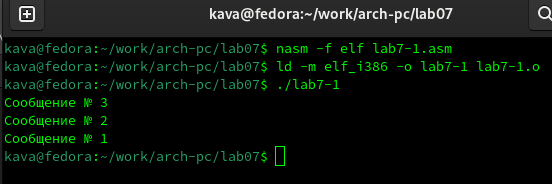 kava@fedora:~/work/arch-pc/lab07
kava@fedora:~/work/arch-pc/lab07$ nasm -f elf lab7-1.asm
kava@fedora:~/work/arch-pc/lab07$ ld -m elf_i386 -o lab7-1 lab7-1.o
kava@fedora:~/work/arch-pc/lab07$ ./lab7-1
Сообщение № 3
Сообщение № 2
Сообщение № 1
kava@fedora:~/work/arch-pc/lab07$